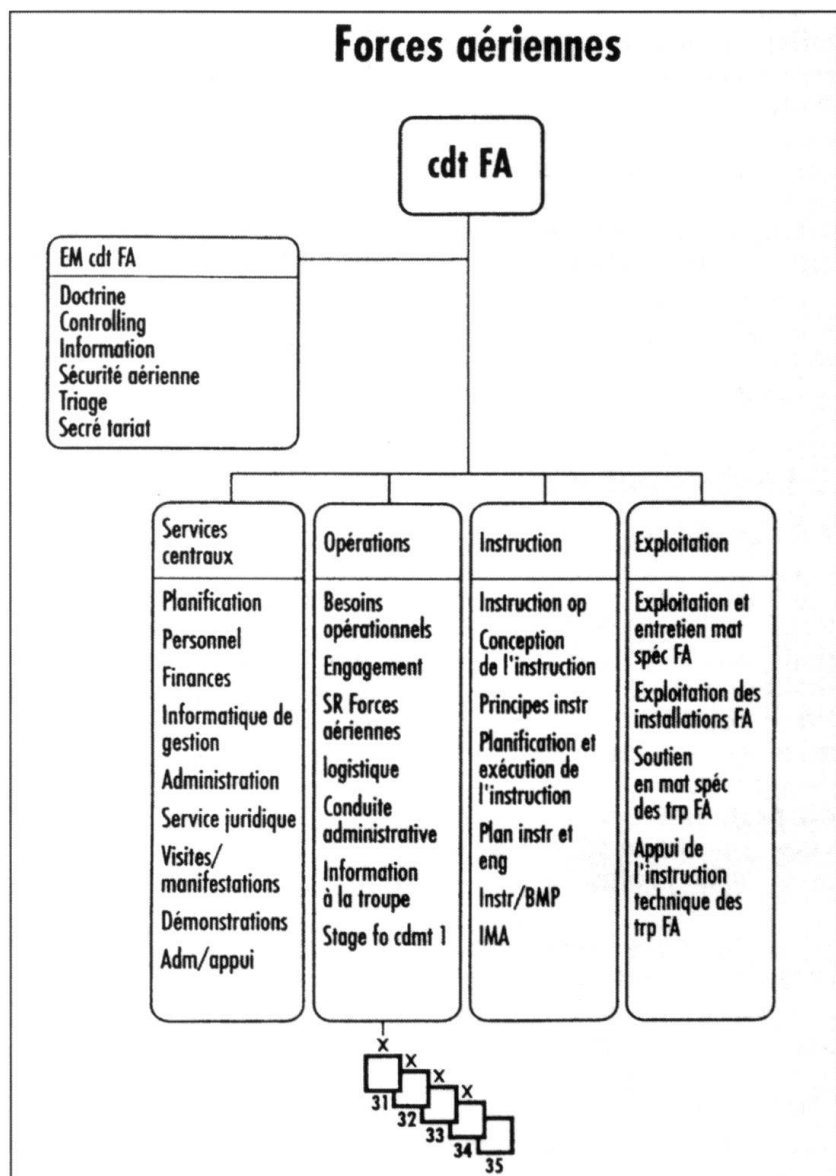 Forces aériennes
cdt FA
EM cdt FA
Doctrine
Controlling
Information
Sécurité aérienne
Triage
Secré tariat
Services
centraux
Planification
Personnel
Finances
Informatique de
gestion
Administration
Service juridique
Visites/
manifestations
Démonstrations
Adm/appui
Opérations
Besoins
opérationnels
Engagement
SR Forces
aériennes
logistique
Conduite
administrative
Information
à la troupe
Stage fo cdmt 1
Instruction
Instruction op
Conception
de l'instruction
Principes instr
Planification et
exécution de
l'instruction
Plan instr et
eng
Instr/BMP
IMA
Exploitation
Exploitation et
entretien mat
spéc FA
Exploitation des
installations FA
Soutien
en mat spéc
des trp FA
Appui de
l'instruction
technique des
trp FA
x
x
x
x
31
32
33
34
35